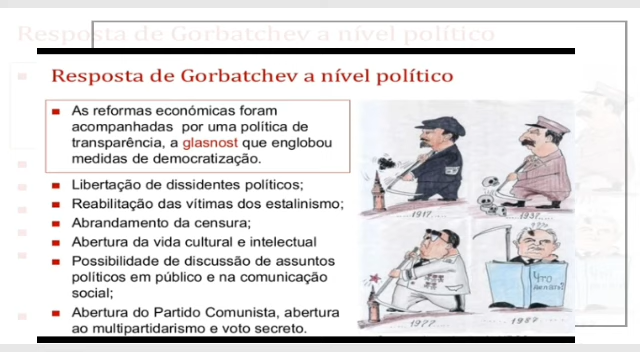 Resposta de Gorbatchev a nível político
Resposta de Gorbatchev a nível político
As reformas económicas foram
acompanhadas por uma política de
transparência, a glasnost que englobou
medidas de democratização.
Libertação de dissidentes políticos;
Reabilitação das vítimas dos estalinismo;
Abrandamento da censura;
Abertura da vida cultural e intelectual
Possibilidade de discussão de assuntos
políticos em público e na comunicação
social;
Abertura do Partido Comunista, abertura
ao multipartidarismo e voto secreto.
1917
1937
1977
1987